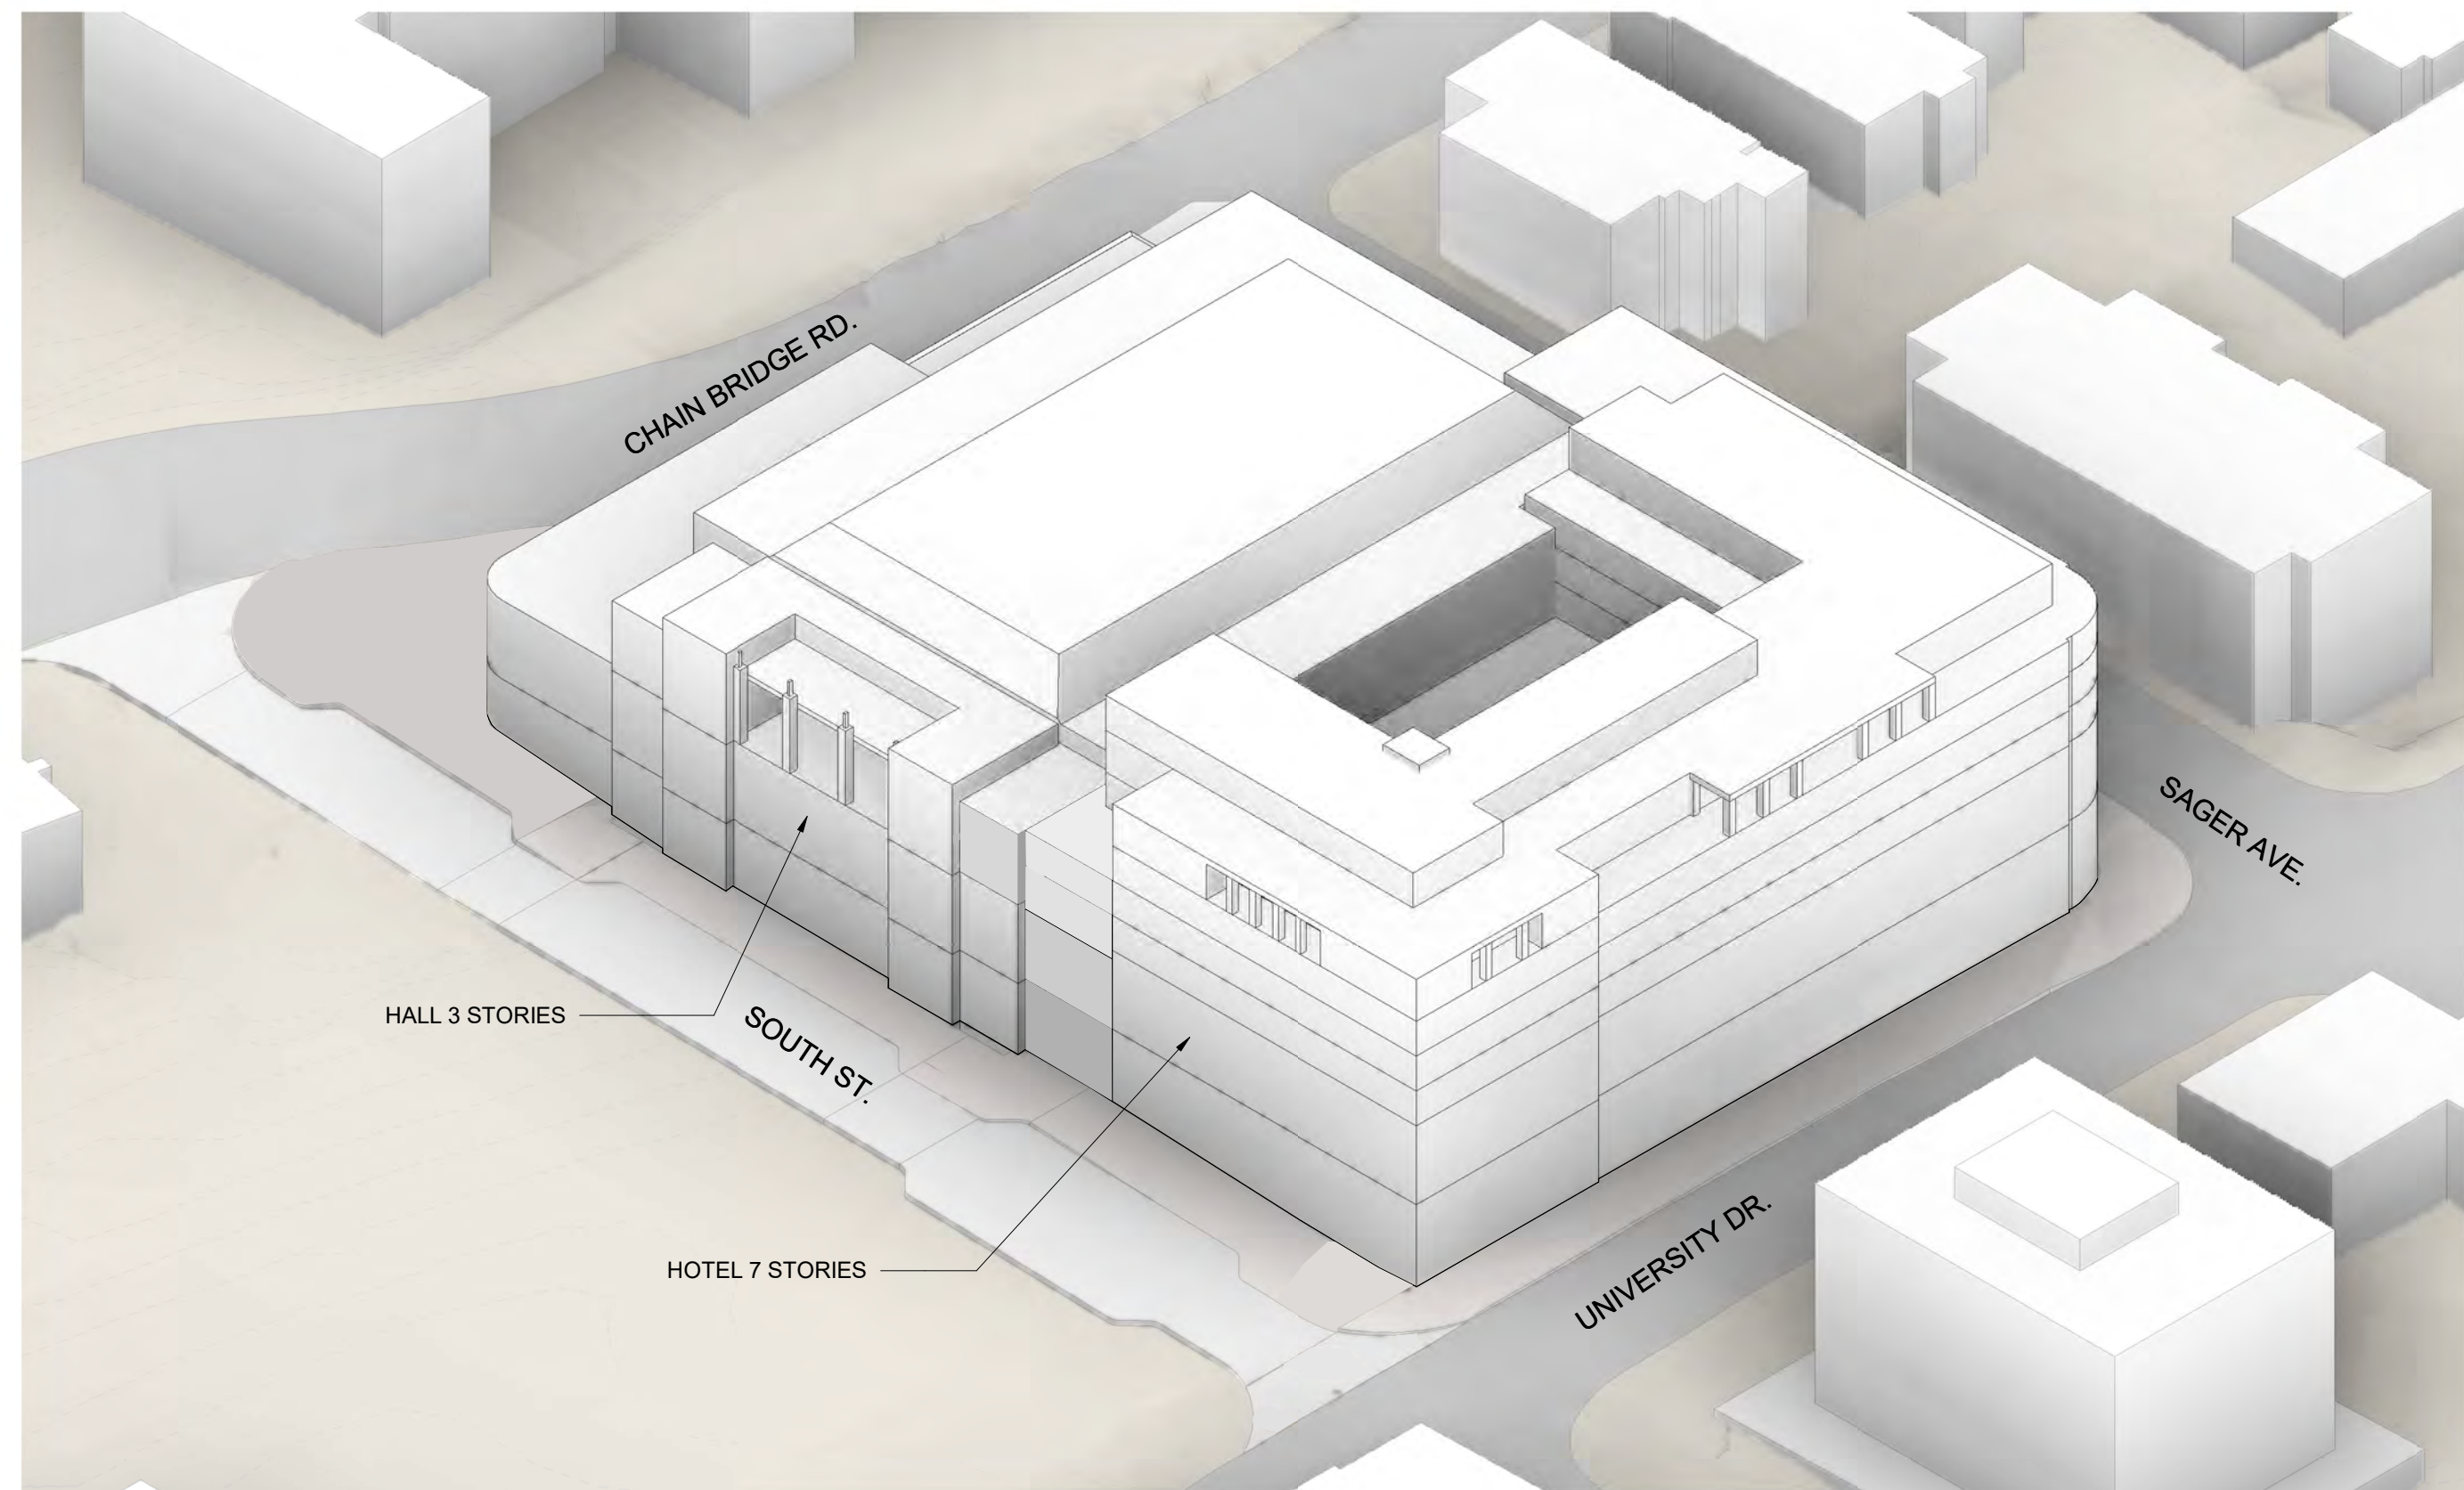 CHAIN BRIDGE RD.
SAGER AVE.
HALL 3 STORIES
SOUTH ST.
UNIVERSITY DR.
HOTEL 7 STORIES